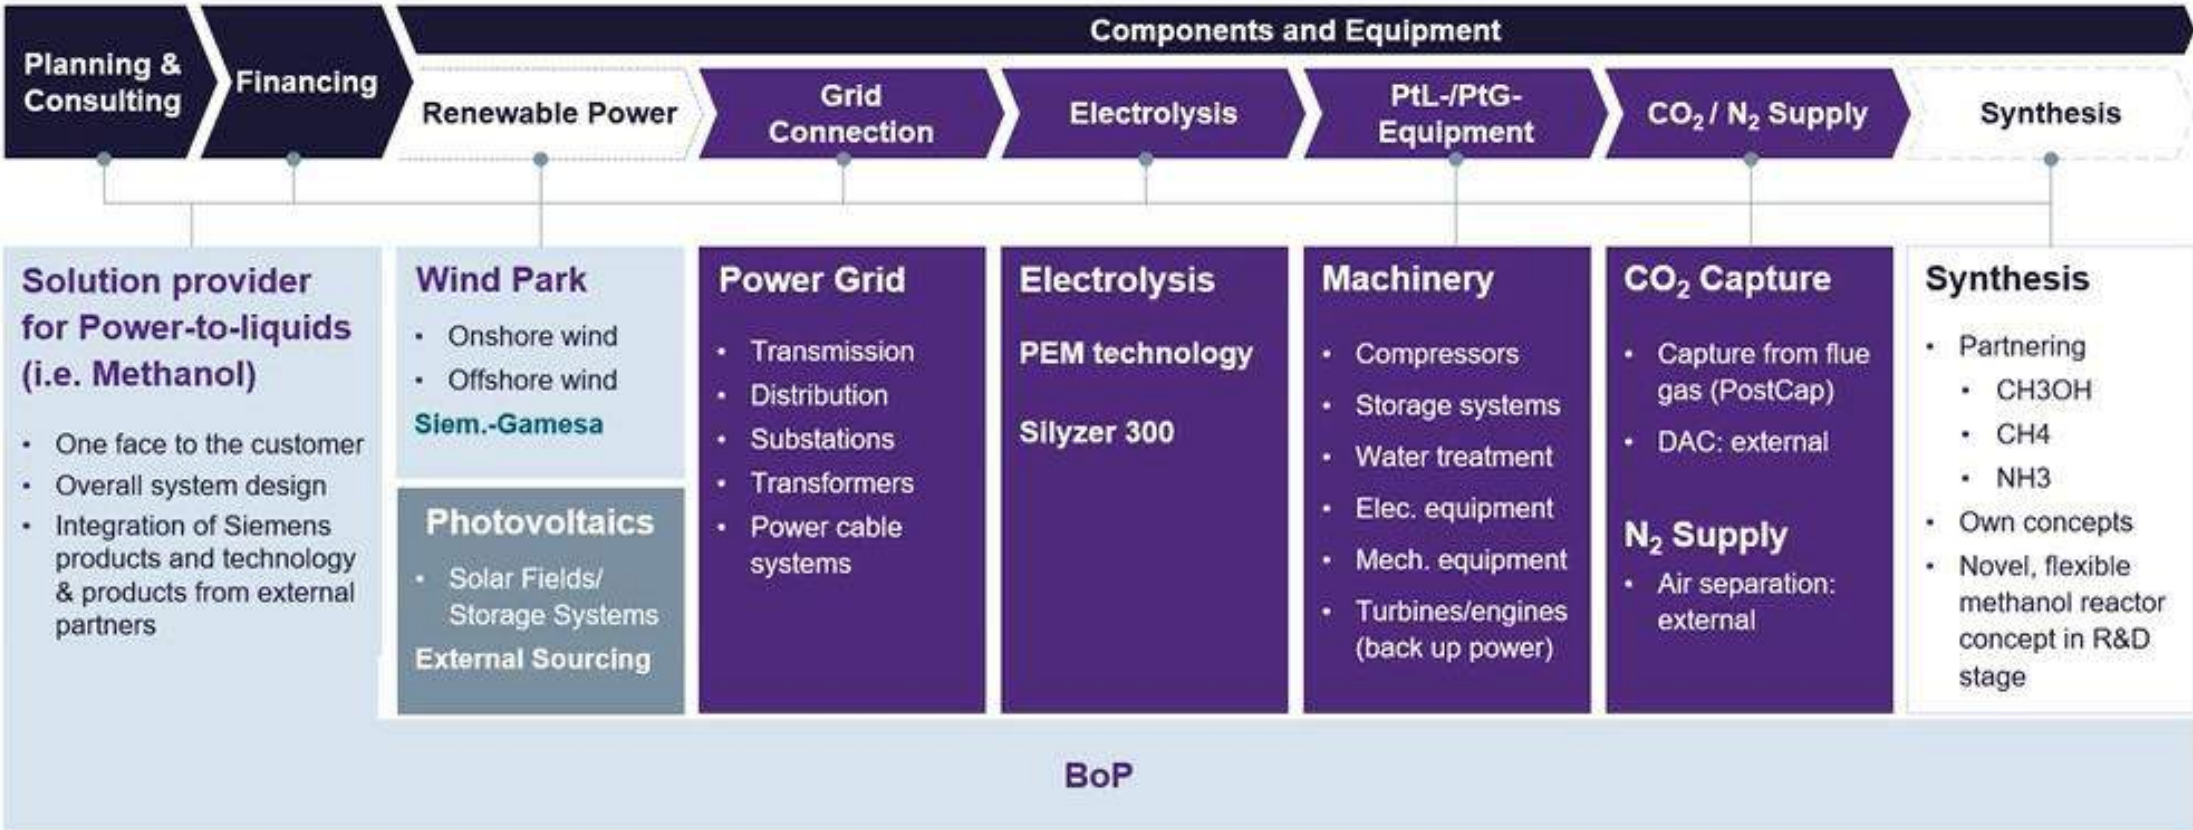 Components and Equipment
Planning &
Consulting
Financing
Renewable Power
Grid
Connection
Electrolysis
PtL-/PtG-
Equipment
CO₂ / N₂ Supply
Synthesis
Solution provider
for Power-to-liquids
(i.e. Methanol)
• One face to the customer
• Overall system design
• Integration of Siemens
products and technology
& products from external
partners
Wind Park
• Onshore wind
• Offshore wind
Siem.-Gamesa
Photovoltaics
• Solar Fields/
Storage Systems
External Sourcing
Power Grid
• Transmission
• Distribution
• Substations
• Transformers
• Power cable
systems
Electrolysis
PEM technology
Silyzer 300
Machinery
• Compressors
• Storage systems
• Water treatment
• Elec. equipment
• Mech. equipment
• Turbines/engines
(back up power)
CO₂ Capture
• Capture from flue
gas (PostCap)
• DAC: external
N₂ Supply
• Air separation:
external
Synthesis
• Partnering
• CH3OH
• CH4
• NH3
• Own concepts
• Novel, flexible
methanol reactor
concept in R&D
stage
BoP